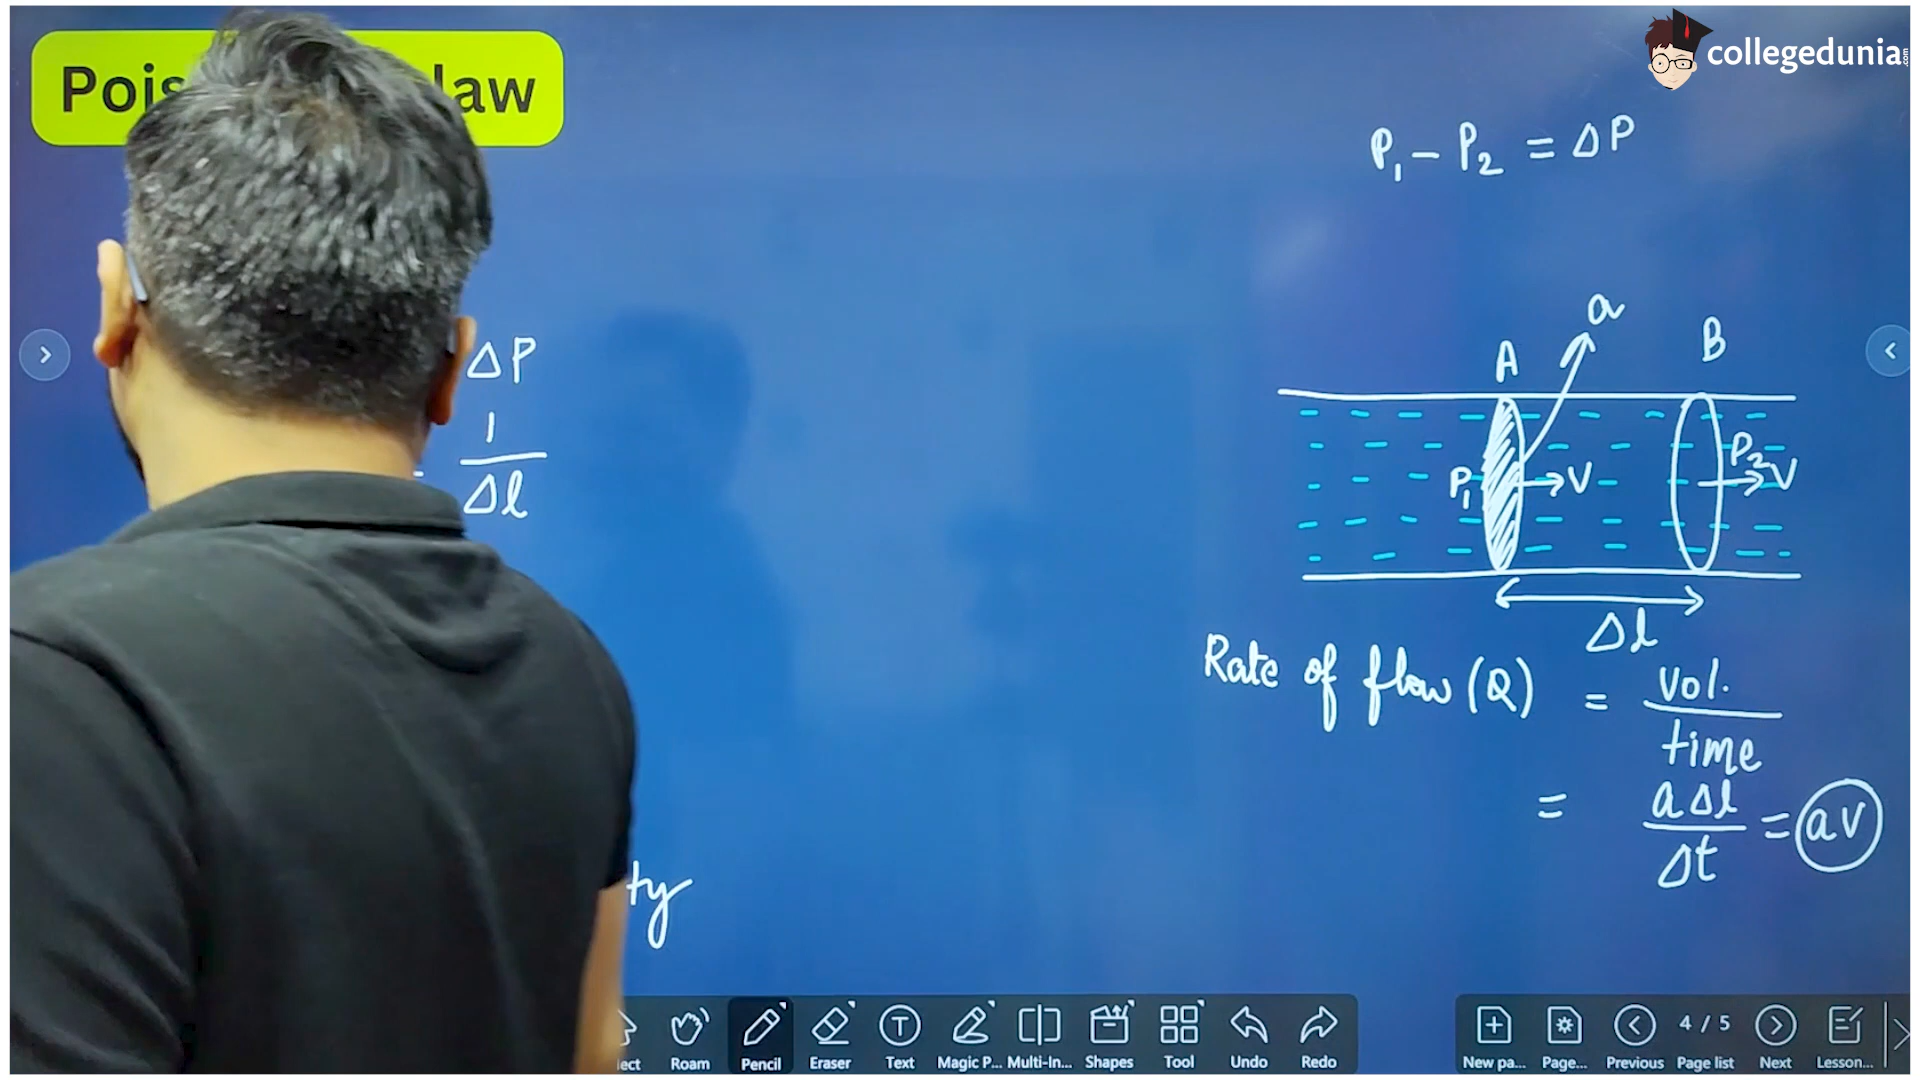 Pois law
collegedunia.com
P₁ - P₂ = ΔP
a
A
B
ΔP
1
Δl
P₁
V
P₂
V
Δl
Rate of flow (Q) = Vol.
time
= aΔl = aV
Δt
ty
ect Roam Pencil Eraser Text Magic P... Multi-In... Shapes Tool Undo Redo
4 / 5
New pa... Page... Previous Page list Next Lesson...